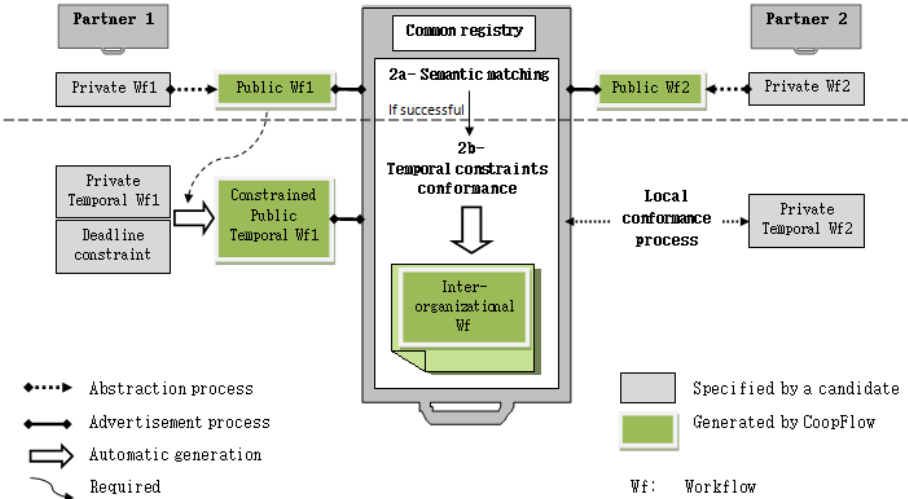 Partner 1
Common registry
Partner 2
Private Wf1
Public Wf1
2a- Semantic matching
Public Wf2
Private Wf2
If successful
2b-
Temporal constraints
conformance
Private
Temporal Wf1
Deadline
constraint
Constrained
Public
Temporal Wf1
Local
conformance
process
Private
Temporal Wf2
Inter-
organizational
Wf
Abstraction process
Advertisement process
Automatic generation
Required
Specified by a candidate
Generated by CoopFlow
Wf: Workflow